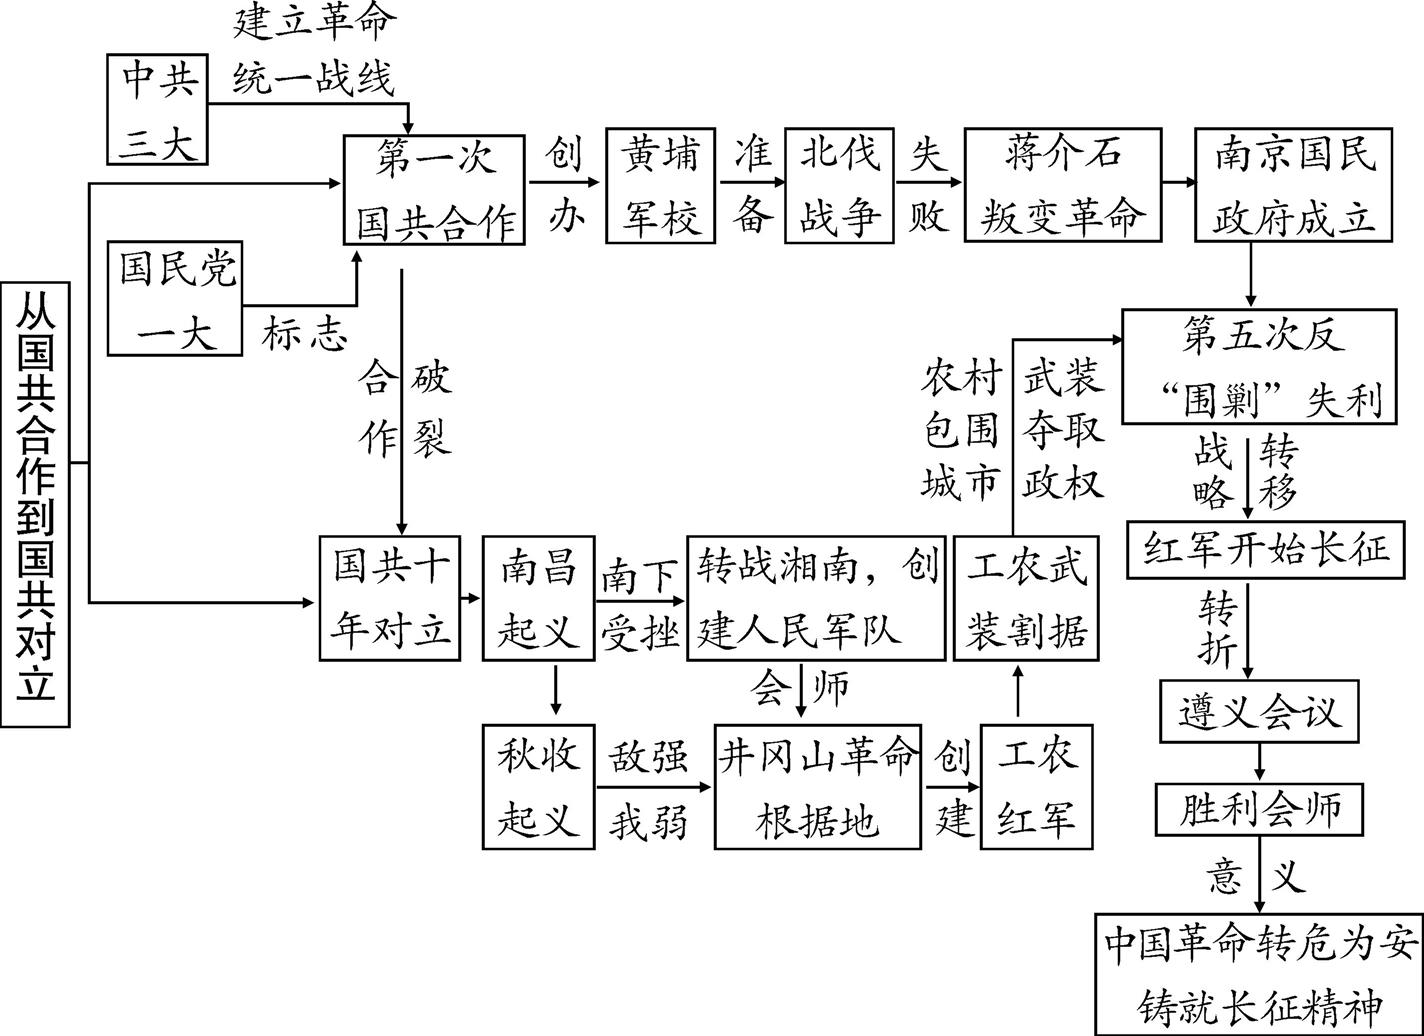 从国共合作到国共对立
中共
三大
建立革命
统一战线
国民党
一大
标志
第一次
国共合作
创
办
黄埔
军校
准
备
北伐
战争
失
败
蒋介石
叛变革命
南京国民
政府成立
合作
破裂
国共十
年对立
南昌
起义
南下
受挫
转战湘南，创
建人民军队
秋收
起义
敌强
我弱
会师
井冈山革命
根据地
创
建
工农
红军
工农武
装割据
农村
包围
城市
武装
夺取
政权
第五次反
“围剿”失利
战略
转移
红军开始长征
转
折
遵义会议
胜利会师
意义
中国革命转危为安
铸就长征精神